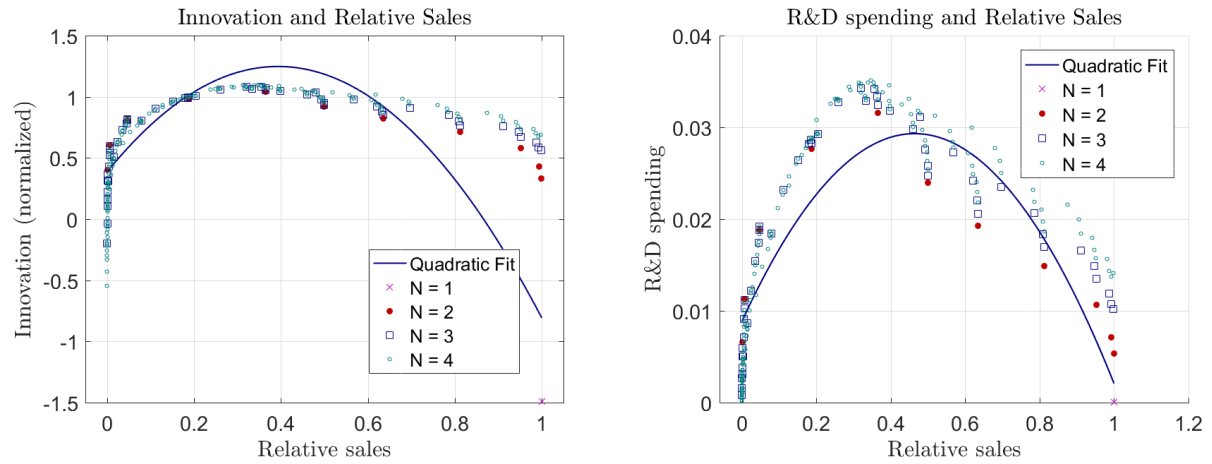 Innovation and Relative Sales
1.5
1
0.5
0
-0.5
-1
-1.5
Innovation (normalized)
Quadratic Fit
N = 1
N = 2
N = 3
N = 4
0 0.2 0.4 0.6 0.8 1
Relative sales
R&D spending and Relative Sales
0.04
0.03
0.02
0.01
0
R&D spending
Quadratic Fit
N = 1
N = 2
N = 3
N = 4
0 0.2 0.4 0.6 0.8 1 1.2
Relative sales